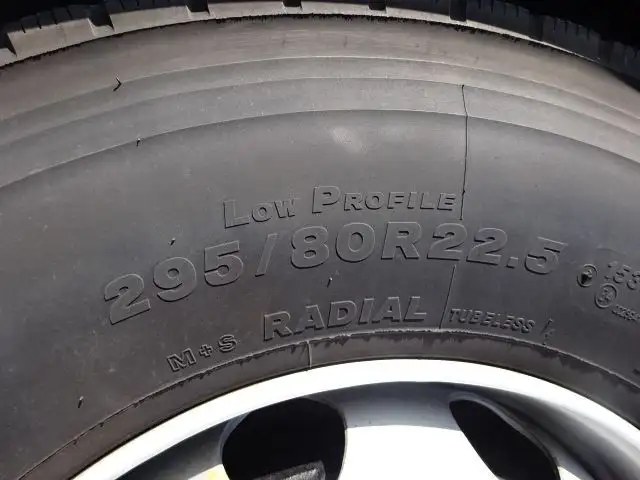 Low Profile
295/80R22.5
M+S RADIAL TUBELESS